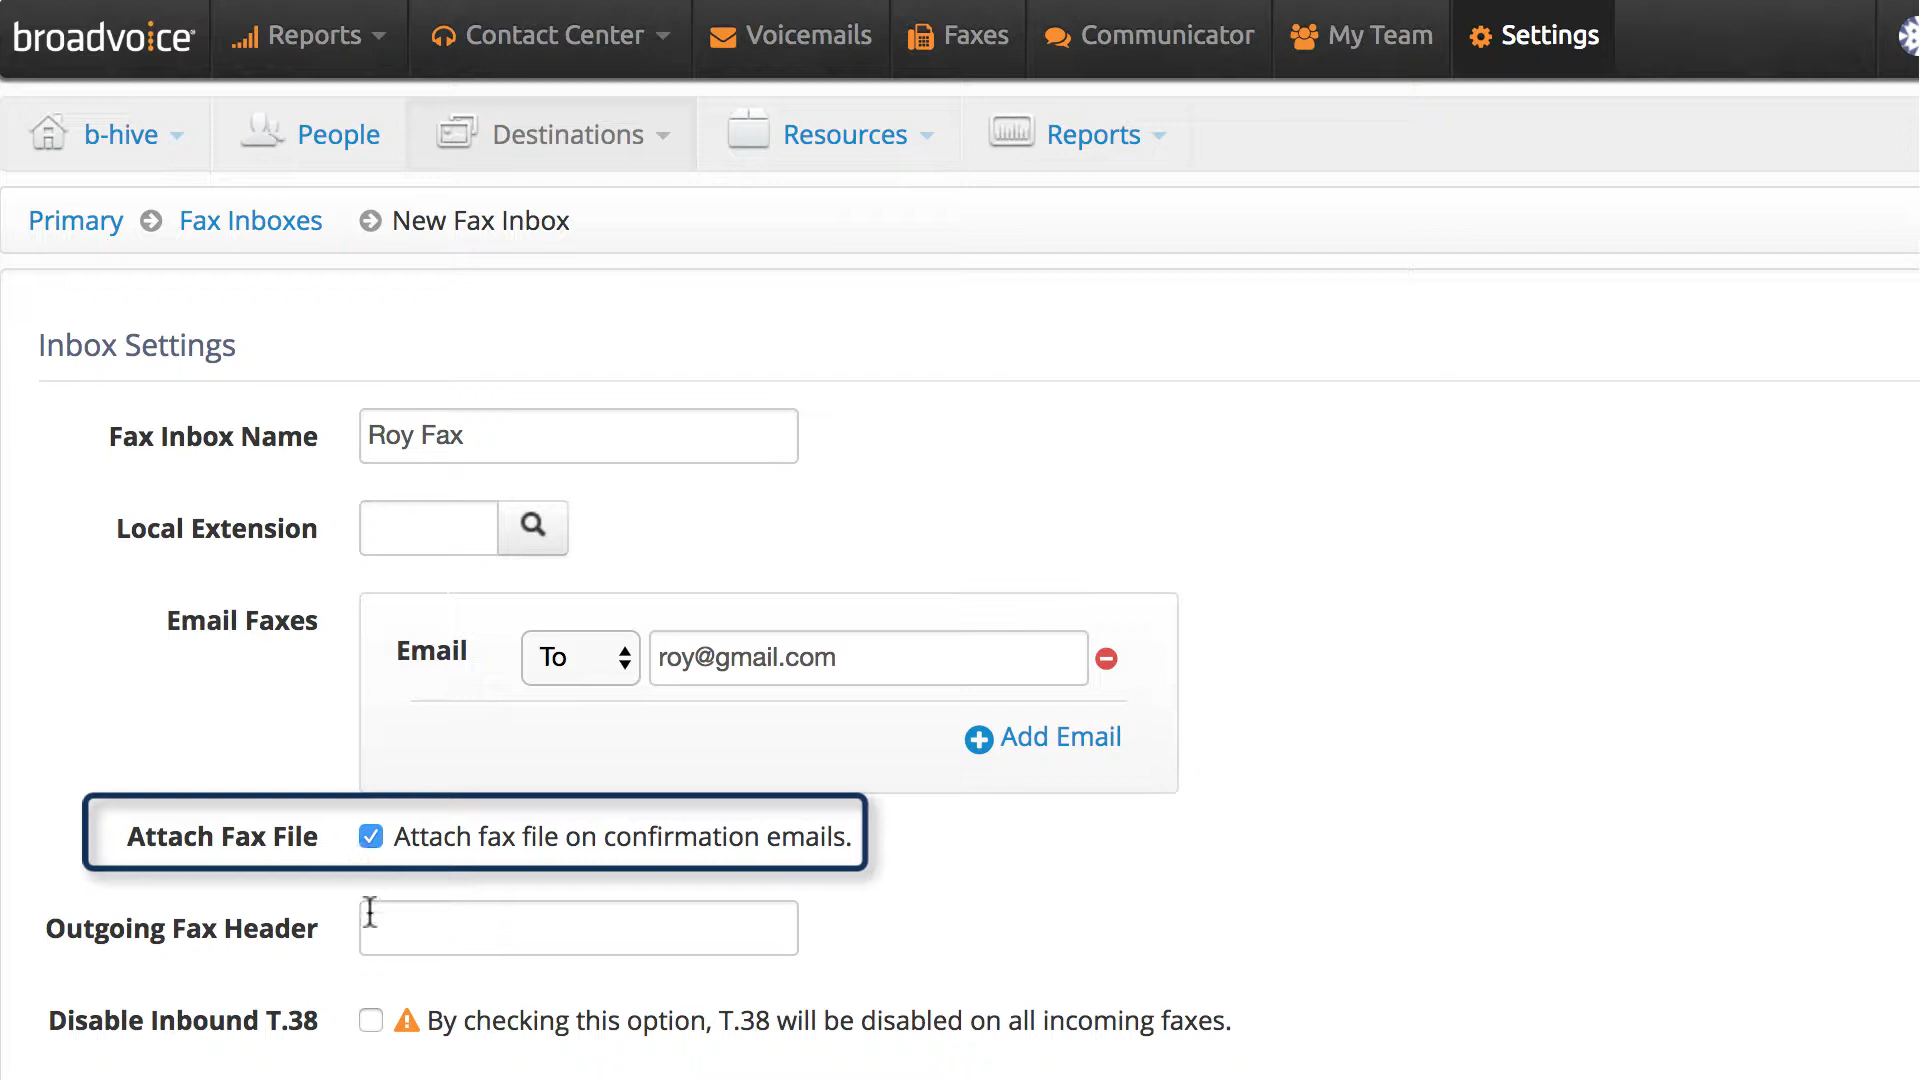 broadvoice Reports Contact Center Voicemails Faxes Communicator My Team Settings
b-hive People Destinations Resources Reports
Primary Fax Inboxes New Fax Inbox
Inbox Settings
Fax Inbox Name Roy Fax
Local Extension
Email Faxes
Email To roy@gmail.com
Add Email
Attach Fax File Attach fax file on confirmation emails.
Outgoing Fax Header
Disable Inbound T.38 By checking this option, T.38 will be disabled on all incoming faxes.